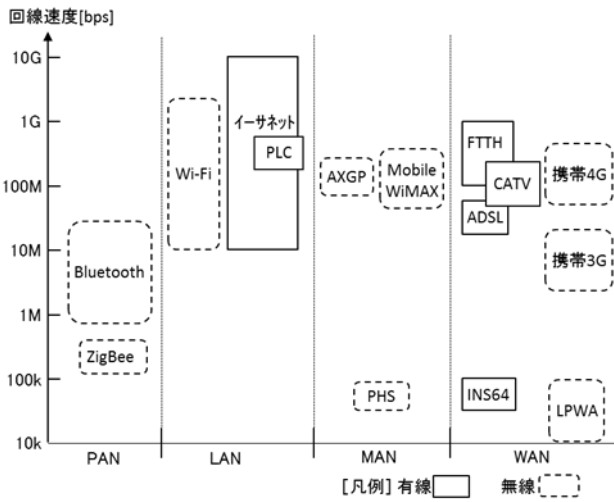 回線速度[bps]
10G
1G
100M
10M
1M
100k
10k
Bluetooth
ZigBee
Wi-Fi
イーサネット
PLC
AXGP
Mobile
WiMAX
PHS
FTTH
CATV
ADSL
携帯4G
携帯3G
INS64
LPWA
PAN
LAN
MAN
WAN
[凡例] 有線 無線